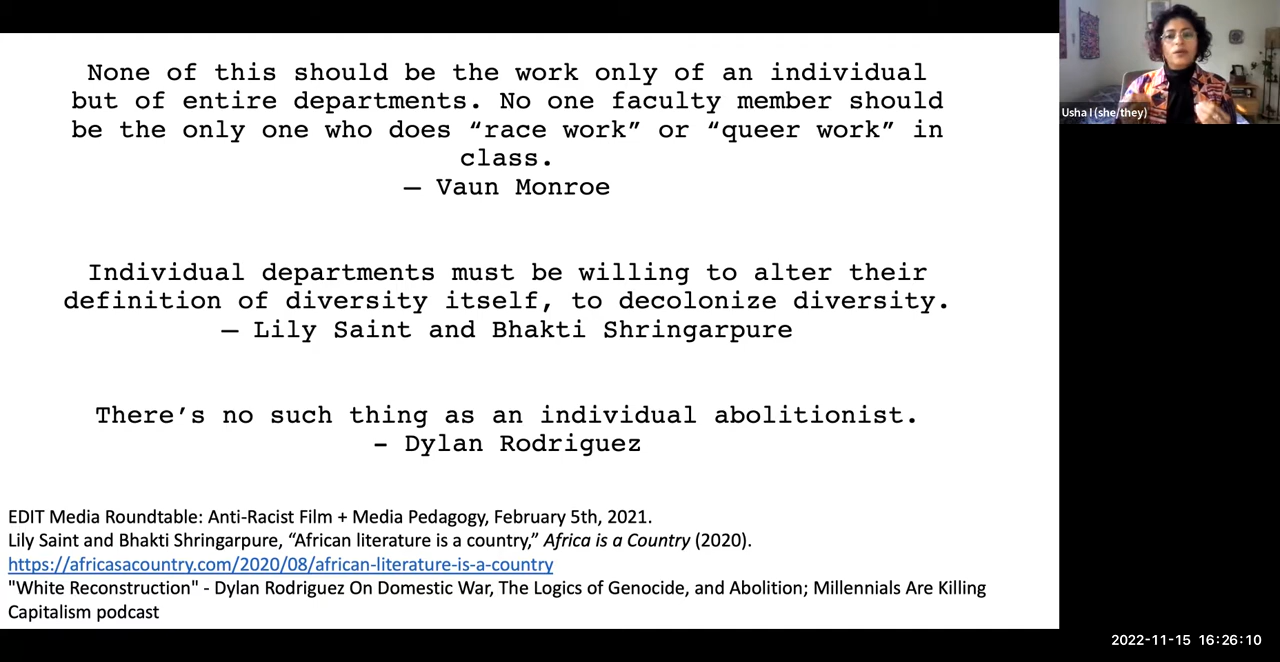 None of this should be the work only of an individual
but of entire departments. No one faculty member should
be the only one who does “race work” or “queer work” in
class.
— Vaun Monroe
Individual departments must be willing to alter their
definition of diversity itself, to decolonize diversity.
— Lily Saint and Bhakti Shringarpure
There’s no such thing as an individual abolitionist.
- Dylan Rodriguez
EDIT Media Roundtable: Anti-Racist Film + Media Pedagogy, February 5th, 2021.
Lily Saint and Bhakti Shringarpure, “African literature is a country,” Africa is a Country (2020).
https://africasacountry.com/2020/08/african-literature-is-a-country
"White Reconstruction" - Dylan Rodriguez On Domestic War, The Logics of Genocide, and Abolition; Millennials Are Killing
Capitalism podcast
Usha I (she/they)
2022-11-15 16:26:10